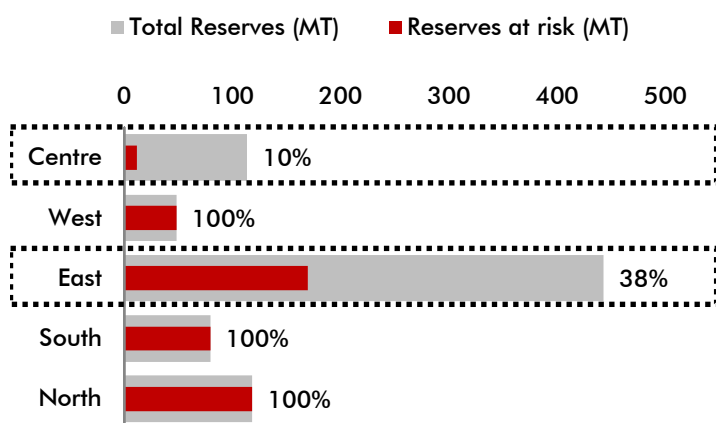 Total Reserves (MT) Reserves at risk (MT)
0 100 200 300 400 500
Centre 10%
West 100%
East 38%
South 100%
North 100%